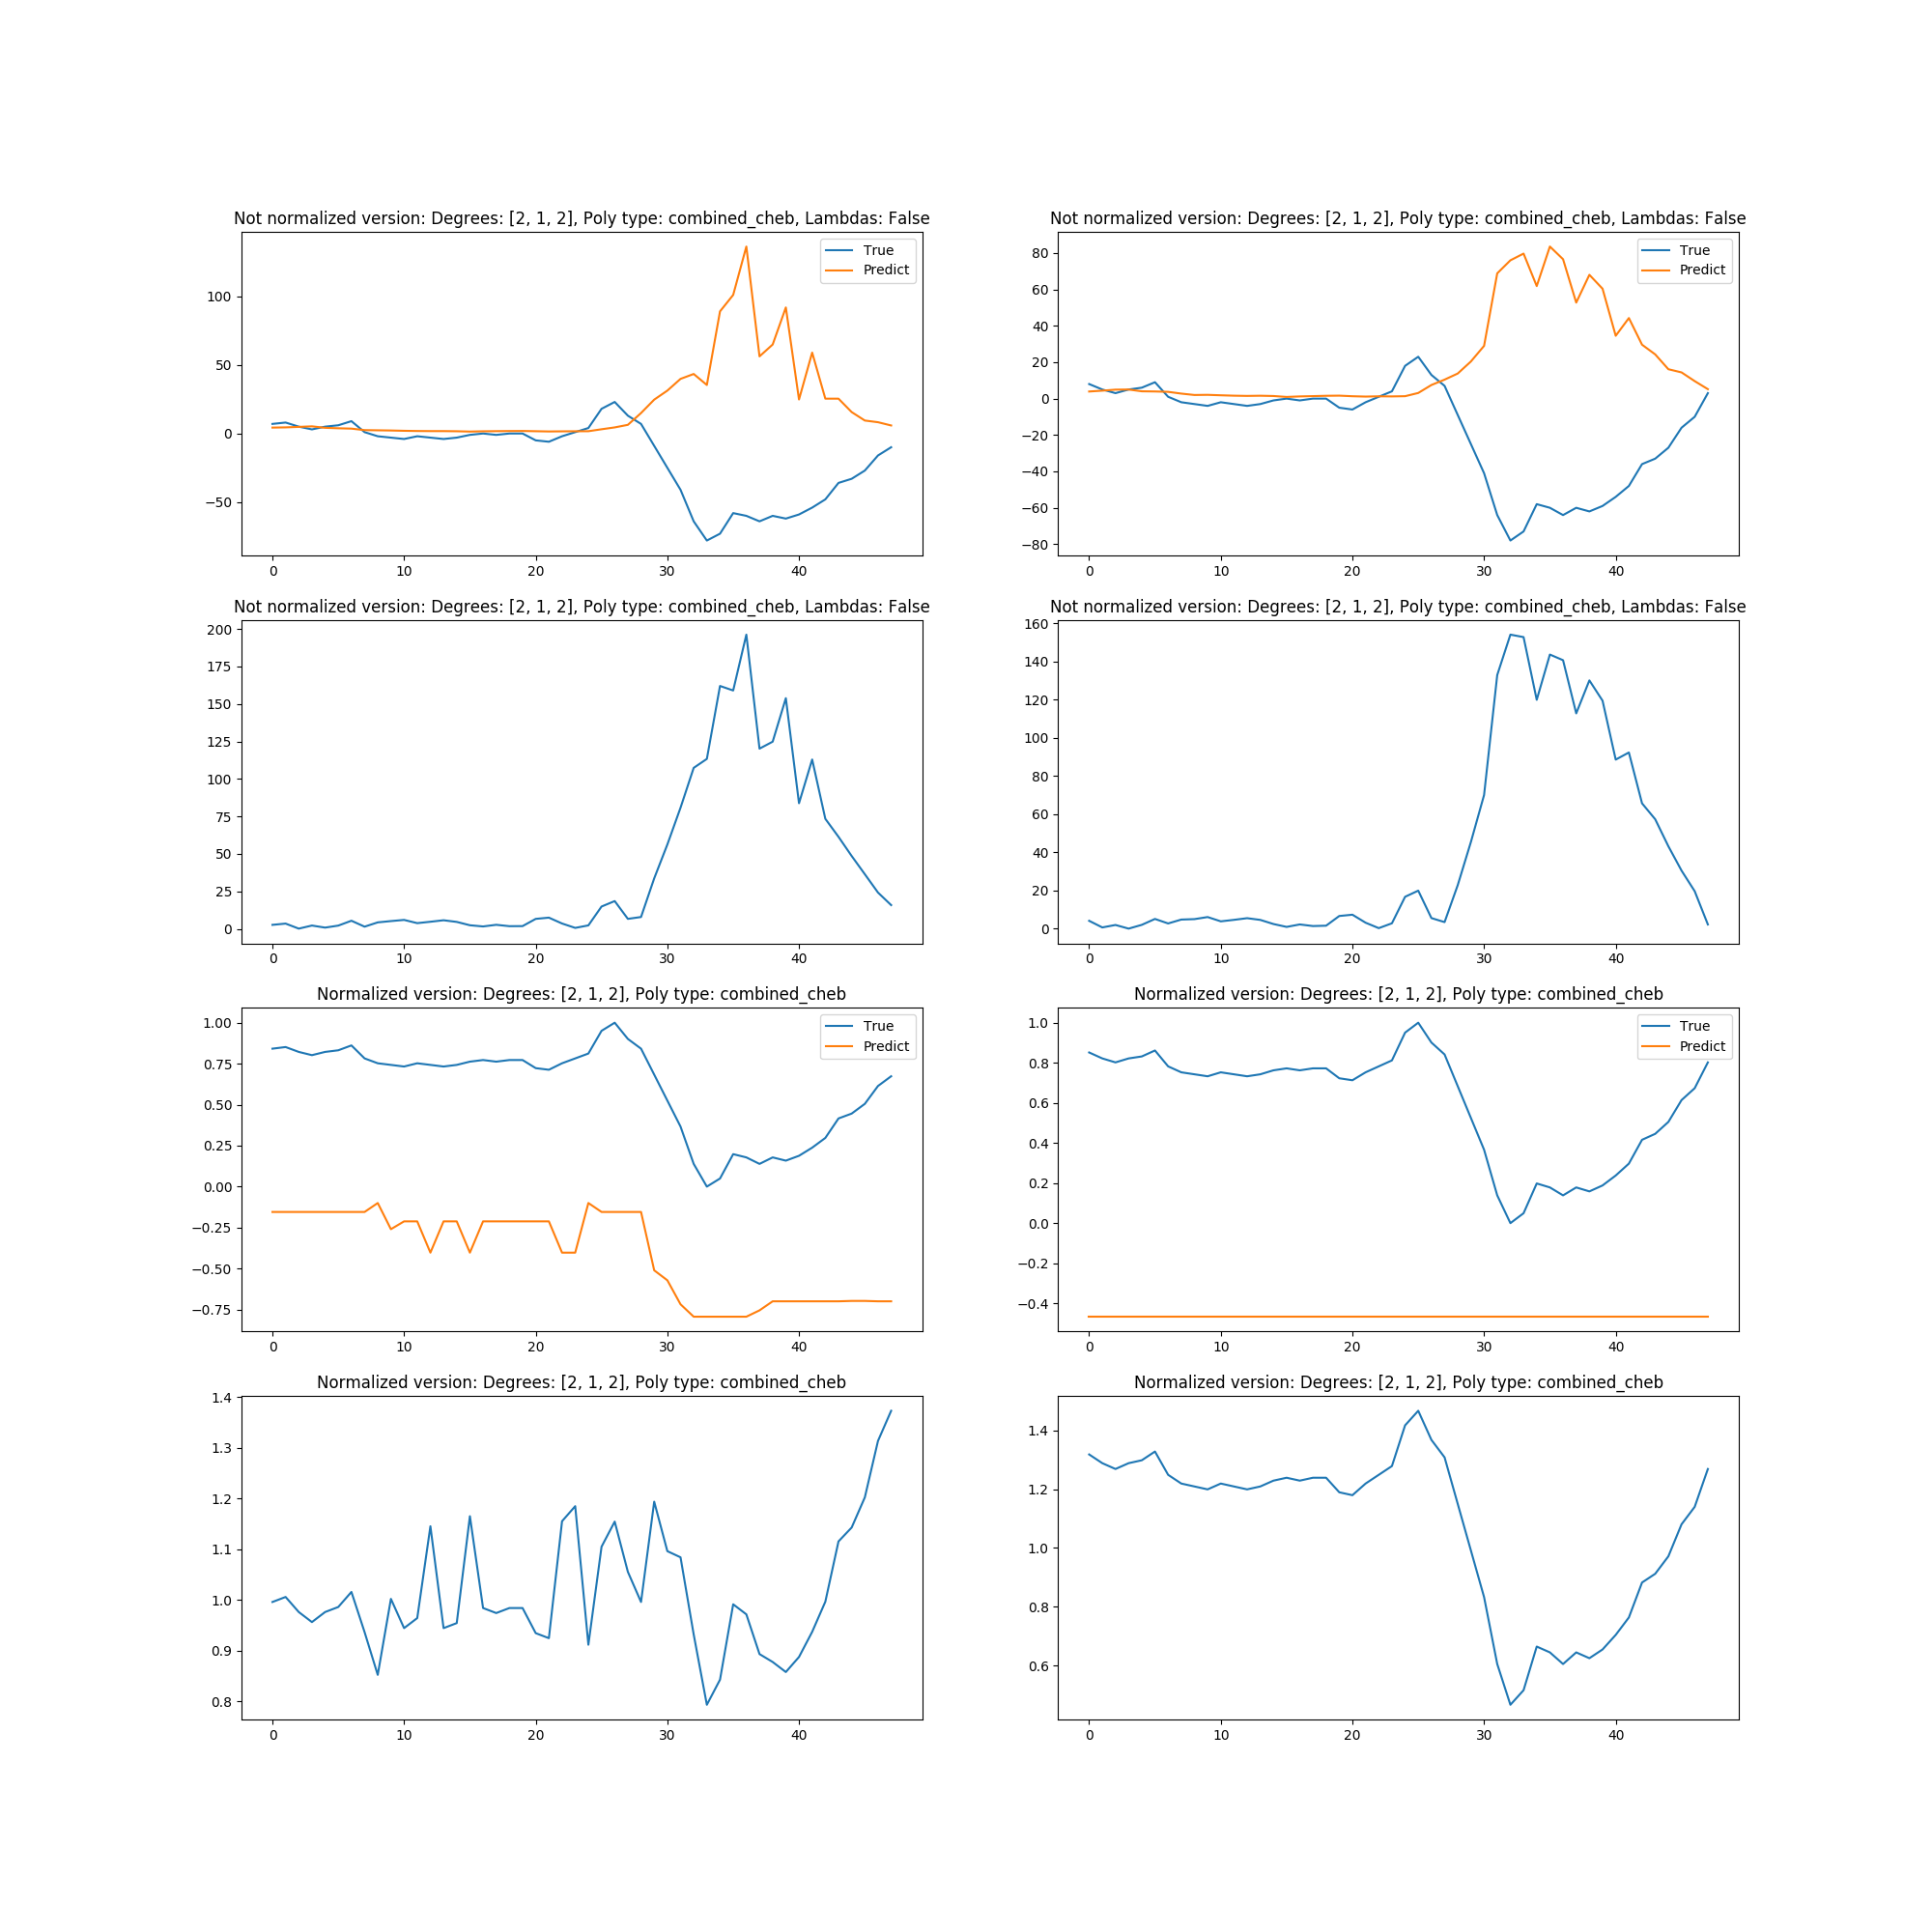 Not normalized version: Degrees: [2, 1, 2], Poly type: combined_cheb, Lambdas: False
True
Predict
100
50
0
−50
0 10 20 30 40
Not normalized version: Degrees: [2, 1, 2], Poly type: combined_cheb, Lambdas: False
True
Predict
80
60
40
20
0
−20
−40
−60
−80
0 10 20 30 40
Not normalized version: Degrees: [2, 1, 2], Poly type: combined_cheb, Lambdas: False
200
175
150
125
100
75
50
25
0
0 10 20 30 40
Not normalized version: Degrees: [2, 1, 2], Poly type: combined_cheb, Lambdas: False
160
140
120
100
80
60
40
20
0
0 10 20 30 40
Normalized version: Degrees: [2, 1, 2], Poly type: combined_cheb
True
Predict
1.00
0.75
0.50
0.25
0.00
−0.25
−0.50
−0.75
0 10 20 30 40
Normalized version: Degrees: [2, 1, 2], Poly type: combined_cheb
True
Predict
1.0
0.8
0.6
0.4
0.2
0.0
−0.2
−0.4
0 10 20 30 40
Normalized version: Degrees: [2, 1, 2], Poly type: combined_cheb
1.4
1.3
1.2
1.1
1.0
0.9
0.8
0 10 20 30 40
Normalized version: Degrees: [2, 1, 2], Poly type: combined_cheb
1.4
1.2
1.0
0.8
0.6
0 10 20 30 40